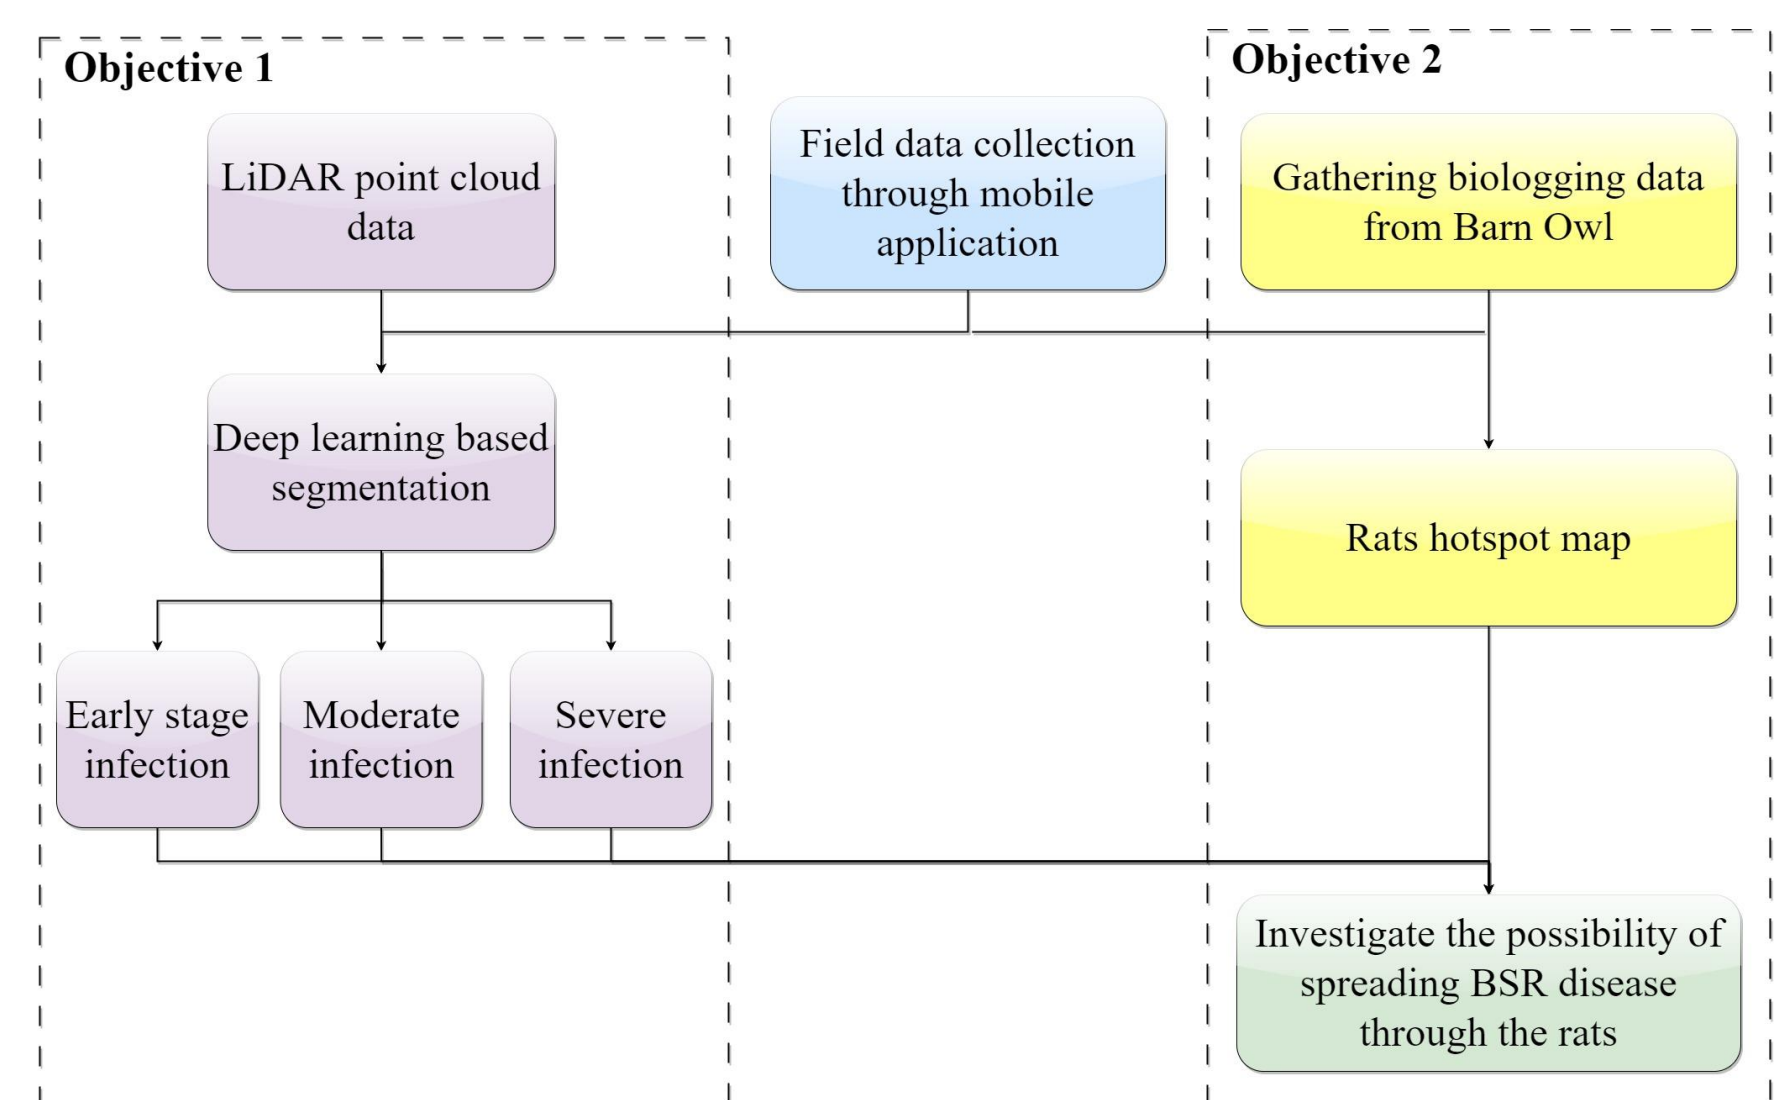 Objective 1
LiDAR point cloud
data
Deep learning based
segmentation
Early stage
infection
Moderate
infection
Severe
infection
Field data collection
through mobile
application
Objective 2
Gathering biologging data
from Barn Owl
Rats hotspot map
Investigate the possibility of
spreading BSR disease
through the rats